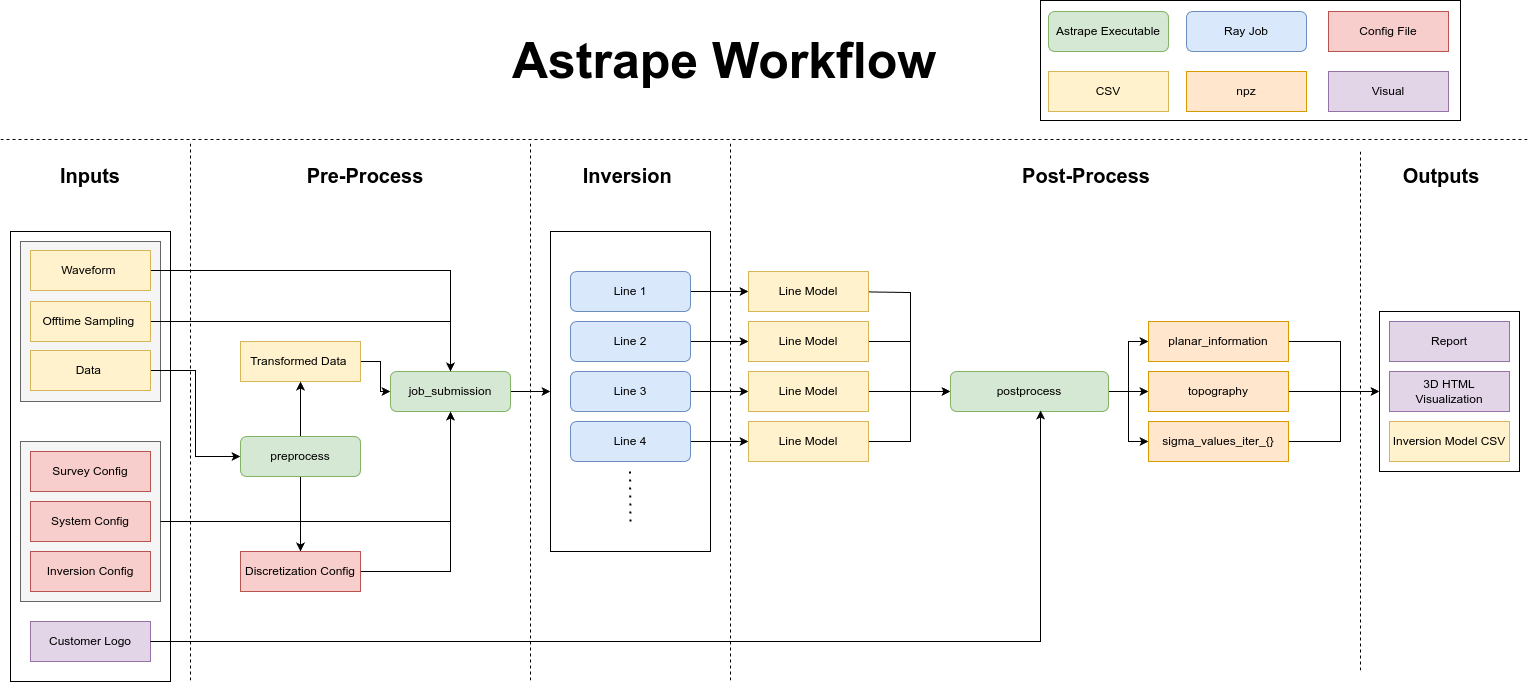 Astrape Workflow
Astrape Executable
Ray Job
Config File
CSV
npz
Visual
Inputs
Pre-Process
Inversion
Post-Process
Outputs
Waveform
Offtime Sampling
Data
Survey Config
System Config
Inversion Config
Customer Logo
Transformed Data
preprocess
Discretization Config
job_submission
Line 1
Line 2
Line 3
Line 4
Line Model
Line Model
Line Model
Line Model
postprocess
planar_information
topography
sigma_values_iter_{}
Report
3D HTML
Visualization
Inversion Model CSV